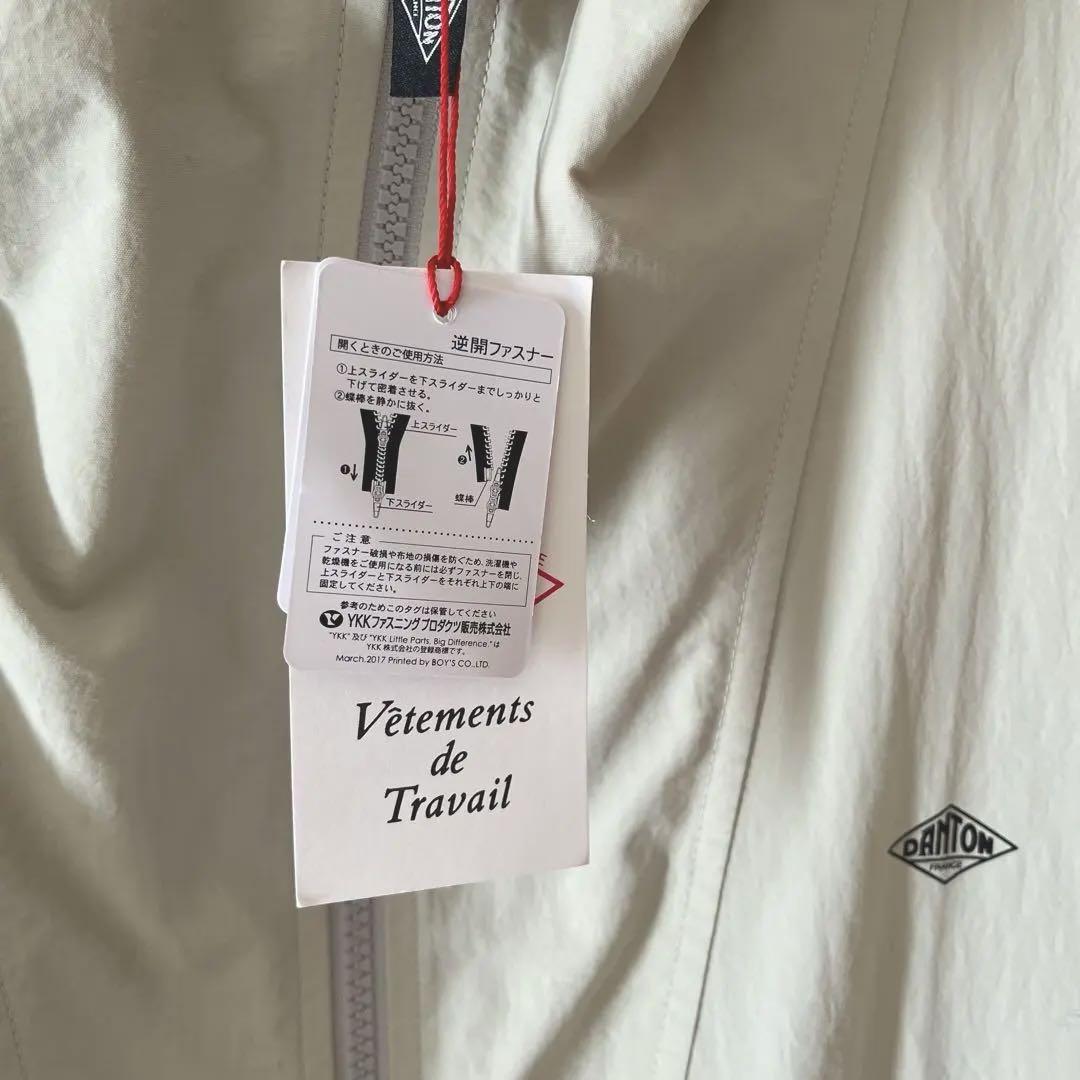 逆開ファスナー
開くときのご使用方法
①上スライダーを下スライダーまでしっかりと
下げて密着させる。
②蝶棒を静かに抜く。
上スライダー
❶
❷
蝶棒
下スライダー
ご注意
ファスナー破損や布地の損傷を防ぐため、洗濯機や
乾燥機をご使用になる前には必ずファスナーを閉じ、
上スライダーと下スライダーをそれぞれ上下の端に
固定してください。
参考のためこのタグは保管してください
YKKファスニングプロダクツ販売株式会社
"YKK" 及び "YKK Little Parts. Big Difference." は
YKK 株式会社の登録商標です。
March.2017 Printed by BOY'S CO.,LTD.
Vêtements
de
Travail
DANTON
FRANCE